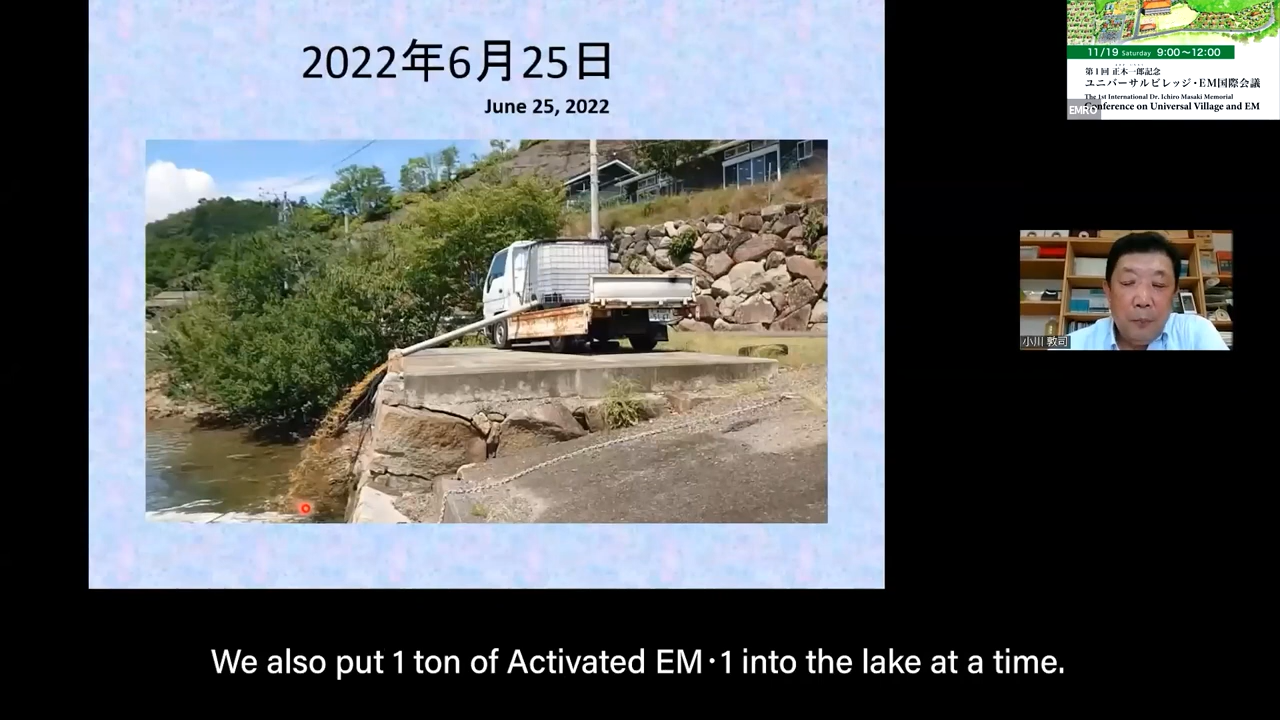 2022年6月25日
June 25, 2022
11/19 Saturday 9:00～12:00
第1回 正木一郎記念
ユニバーサルビレッジ・EM国際会議
The 1st International Dr. Ichiro Masaki Memorial
Conference on Universal Village and EM
EMRO
小川 敦司
We also put 1 ton of Activated EM・1 into the lake at a time.